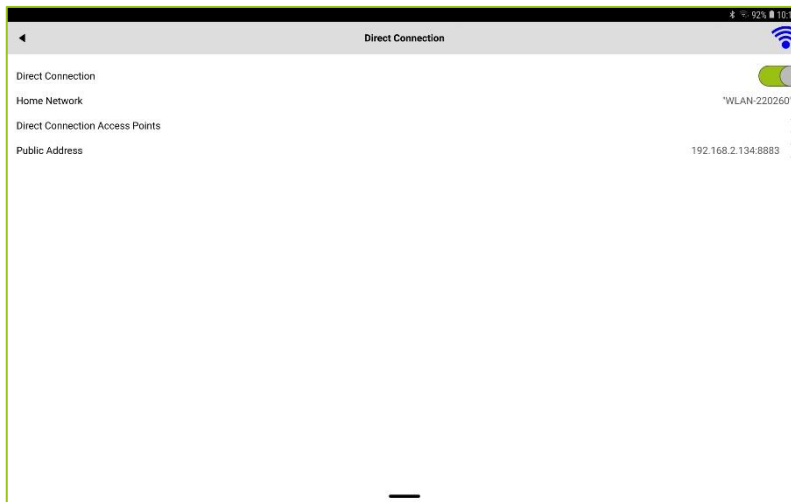 92% 10:1
Direct Connection
Direct Connection
Home Network "WLAN-220260"
Direct Connection Access Points
Public Address 192.168.2.134:8883